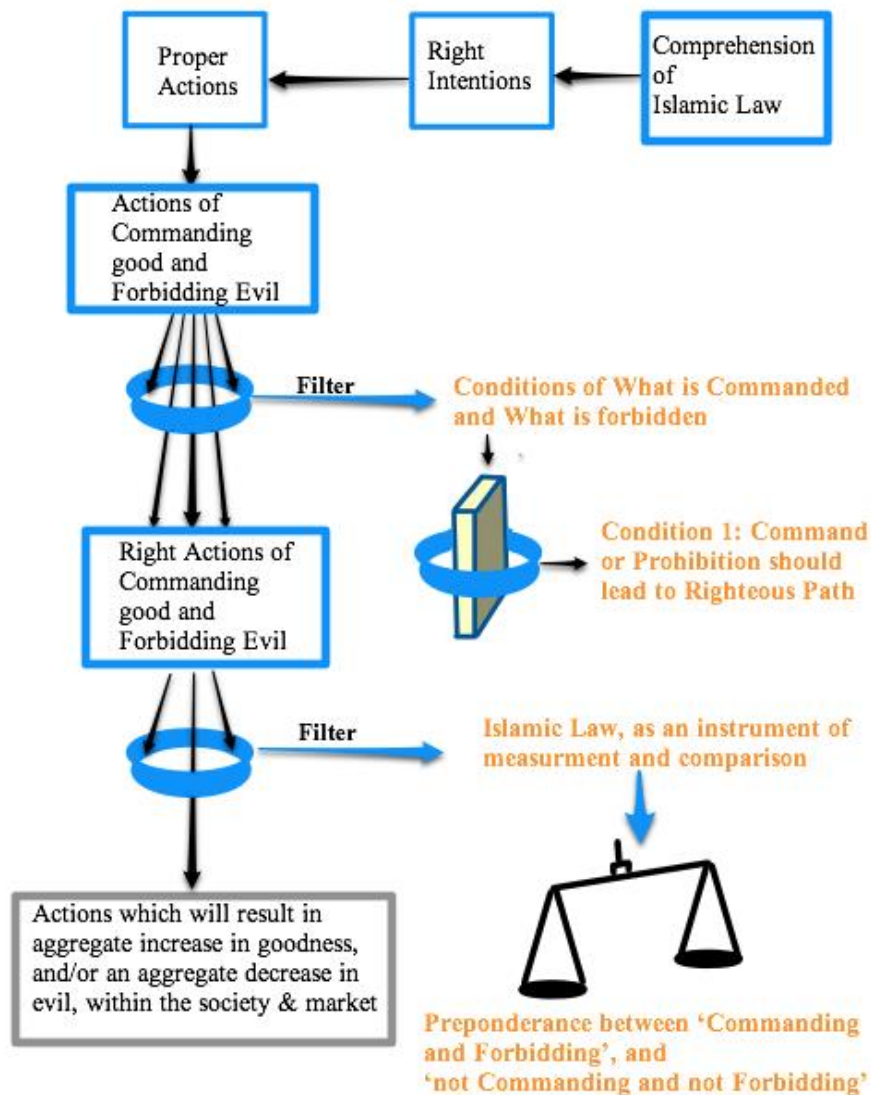 Proper
Actions
Right
Intentions
Comprehension
of
Islamic Law
Actions of
Commanding
good and
Forbidding Evil
Filter
Conditions of What is Commanded
and What is forbidden
Condition 1: Command
or Prohibition should
lead to Righteous Path
Right Actions of
Commanding
good and
Forbidding Evil
Filter
Islamic Law, as an instrument of
measurment and comparison
Actions which will result in
aggregate increase in goodness,
and/or an aggregate decrease in
evil, within the society & market
Preponderance between ‘Commanding
and Forbidding’, and
‘not Commanding and not Forbidding’